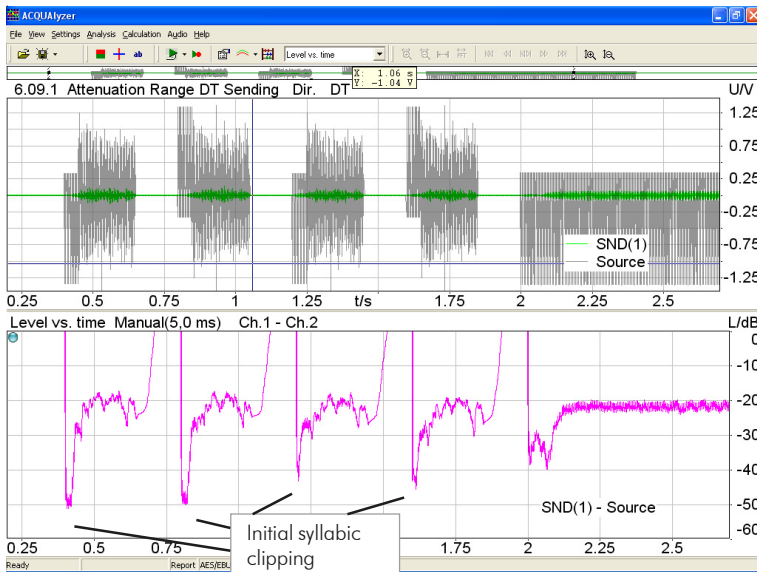 ACQUAlyzer
File View Settings Analysis Calculation Audio Help
ab Level vs. time
X: 1.06 s
Y: -1.04 V
6.09.1 Attenuation Range DT Sending Dir. DT U/V
1.25
0.75
0.25
-0.25
-0.75
-1.25
SND(1)
Source
0.25 0.5 0.75 1 1.25 t/s 1.75 2 2.25 2.5
Level vs. time Manual(5,0 ms) Ch.1 - Ch.2 L/dB
0
-10
-20
-30
-40
-50
-60
SND(1) - Source
Initial syllabic
clipping
0.25 0.5 0.75 1.75 2 2.25 2.5
Ready Report AES/EBU